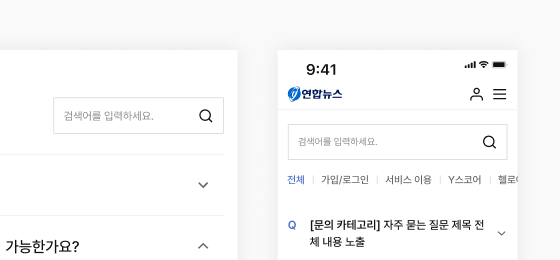 검색어를 입력하세요.
가능한가요?
9:41
연합뉴스
검색어를 입력하세요.
전체 가입/로그인 서비스 이용 Y스코어 헬로
Q [문의 카테고리] 자주 묻는 질문 제목 전
체 내용 노출